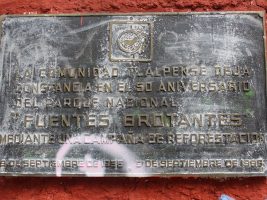 LA COMUNIDAD TLALPENSE DEJA
CONSTANCIA EN EL 50 ANIVERSARIO
DEL PARQUE NACIONAL
FUENTES BROTANTES
MEDIANTE UNA CAMPAÑA DE REFORESTACION
DE SEPTIEMBRE DE DE SEPTIEMBRE DE 1986